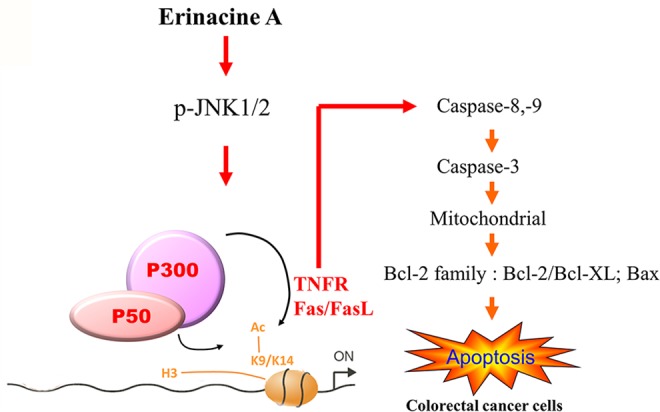 Erinacine A
p-JNK1/2
P300
P50
TNFR
Fas/FasL
Ac
K9/K14
H3
ON
Caspase-8,-9
Caspase-3
Mitochondrial
Bcl-2 family : Bcl-2/Bcl-XL; Bax
Apoptosis
Colorectal cancer cells